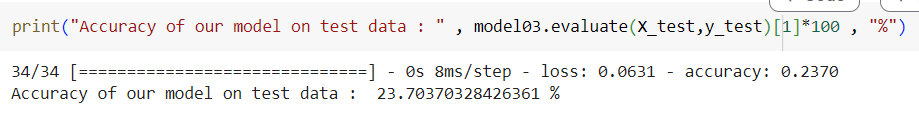 print("Accuracy of our model on test data : " , model03.evaluate(X_test,y_test)[1]*100 , "%")
34/34 [==============================] - 0s 8ms/step - loss: 0.0631 - accuracy: 0.2370
Accuracy of our model on test data :  23.70370328426361 %